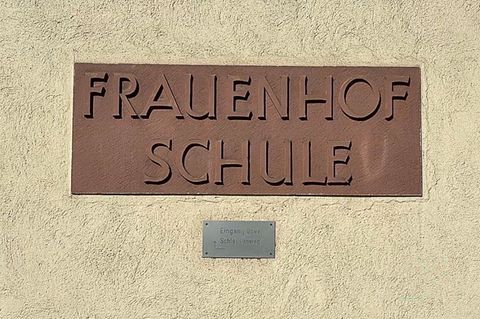 FRAUENHOF
SCHULE
Eingang über